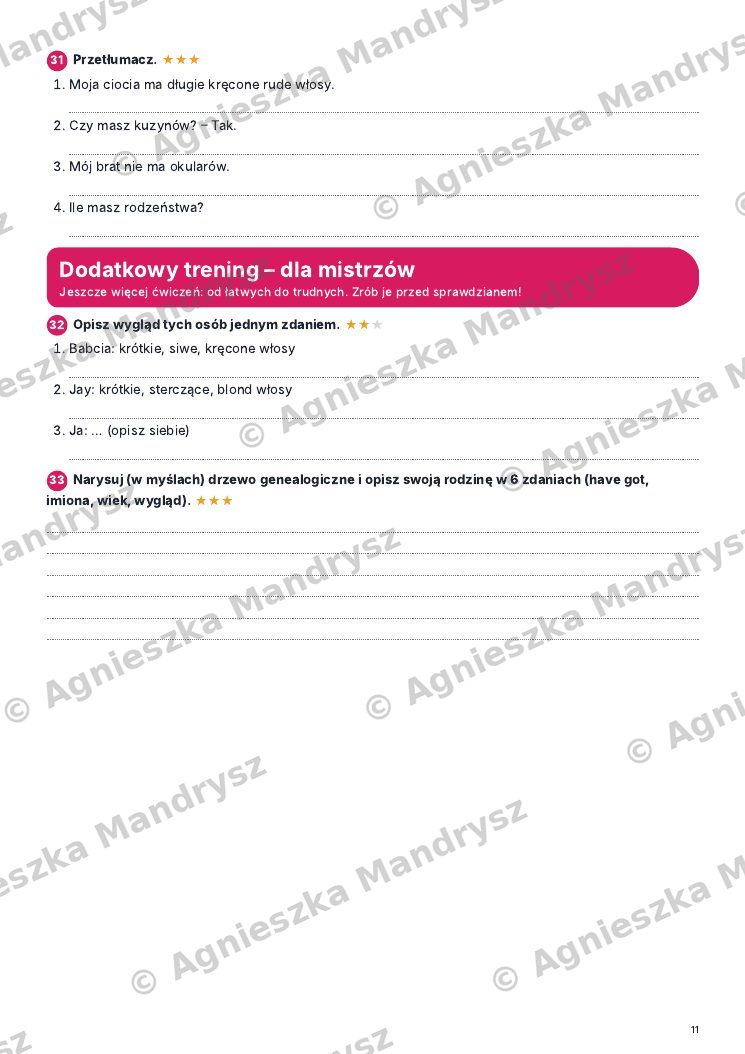 31 Przetłumacz. ★★★
1. Moja ciocia ma długie kręcone rude włosy.
2. Czy masz kuzynów? – Tak.
3. Mój brat nie ma okularów.
4. Ile masz rodzeństwa?
Dodatkowy trening – dla mistrzów
Jeszcze więcej ćwiczeń: od łatwych do trudnych. Zrób je przed sprawdzianem!
32 Opisz wygląd tych osób jednym zdaniem. ★★★
1. Babcia: krótkie, siwe, kręcone włosy
2. Jay: krótkie, sterczące, blond włosy
3. Ja: ... (opisz siebie)
33 Narysuj (w myślach) drzewo genealogiczne i opisz swoją rodzinę w 6 zdaniach (have got,
imiona, wiek, wygląd). ★★★
© Agnieszka Mandrysz
11